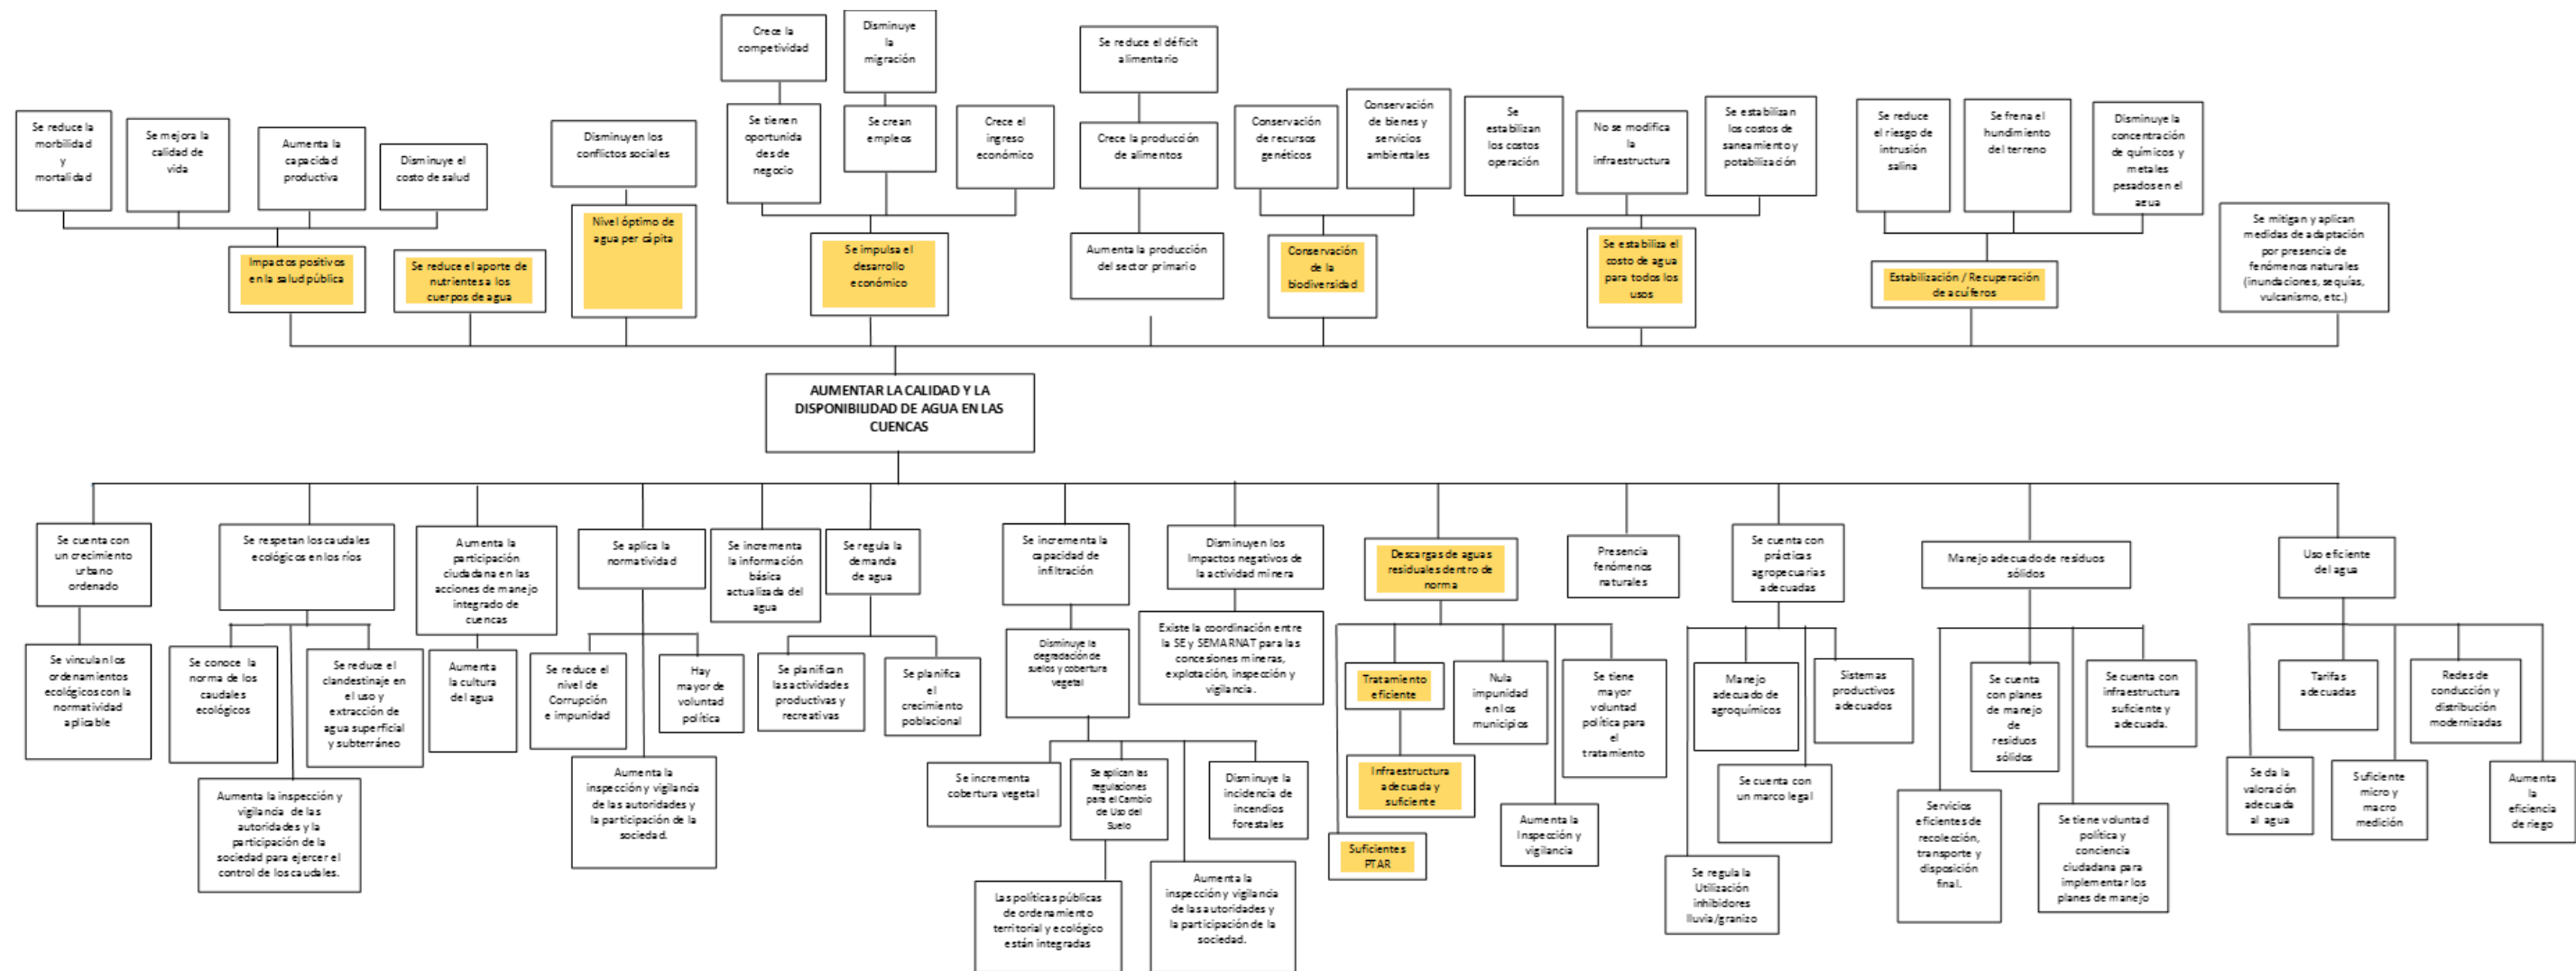 Crece la
competividad
Disminuye
la
migración
Se reduce el déficit
alimentario
Se reduce la
morbilidad
y
mortalidad
Se mejora la
calidad de
vida
Aumenta la
capacidad
productiva
Disminuye el
costo de salud
Disminuyen los
conflictos sociales
Se tienen
oportunida
des de
negocio
Se crean
empleos
Crece el
ingreso
económico
Crece la producción
de alimentos
Conservación
de recursos
genéticos
Conservación
de bienes y
servicios
ambientales
Se
estabilizan
los costos
operación
No se modifica
la
infraestructura
Se estabilizan
los costos de
saneamiento y
potabilización
Se reduce
el riesgo de
intrusión
salina
Se frena el
hundimiento
del terreno
Disminuye la
concentración
de químicos y
metales
pesados en el
agua
Impactos positivos
en la salud pública
Se reduce el aporte de
nutrientes a los
cuerpos de agua
Nivel óptimo de
agua per cápita
Se impulsa el
desarrollo
económico
Aumenta la producción
del sector primario
Conservación
de la
biodiversidad
Se estabiliza el
costo de agua
para todos los
usos
Estabilización / Recuperación
de acuíferos
Se mitigan y aplican
medidas de adaptación
por presencia de
fenómenos naturales
(inundaciones, sequías,
vulcanismo, etc.)
AUMENTAR LA CALIDAD Y LA
DISPONIBILIDAD DE AGUA EN LAS
CUENCAS
Se cuenta con
un crecimiento
urbano
ordenado
Se respetan los caudales
ecológicos en los ríos
Aumenta la
participación
ciudadana en las
acciones de manejo
integrado de
cuencas
Se aplica la
normatividad
Se incrementa
la información
básica
actualizada del
agua
Se regula la
demanda
de agua
Se incrementa la
capacidad de
infiltración
Disminuyen los
Impactos negativos de
la actividad minera
Descargas de aguas
residuales dentro de
norma
Presencia
fenómenos
naturales
Se cuenta con
prácticas
agropecuarias
adecuadas
Manejo adecuado de residuos
sólidos
Uso eficiente
del agua
Se vinculan los
ordenamientos
ecológicos con la
normatividad
aplicable
Se conoce la
norma de los
caudales
ecológicos
Se reduce el
clandestinaje en
el uso y
extracción de
agua superficial
y subterráneo
Aumenta
la cultura
del agua
Se reduce el
nivel de
Corrupción
e impunidad
Hay
mayor de
voluntad
política
Se planifican
las actividades
productivas y
recreativas
Se planifica
el
crecimiento
poblacional
Disminuye la
degradación de
suelos y cobertura
vegetal
Existe la coordinación entre
la SE y SEMARNAT para las
concesiones mineras,
explotación, inspección y
vigilancia.
Tratamiento
eficiente
Nula
impunidad
en los
municipios
Se tiene
mayor
voluntad
política para
el
tratamiento
Manejo
adecuado de
agroquímicos
Sistemas
productivos
adecuados
Se cuenta
con planes
de manejo
de
residuos
sólidos
Se cuenta con
infraestructura
suficiente y
adecuada.
Tarifas
adecuadas
Redes de
conducción y
distribución
modernizadas
Aumenta la inspección y
vigilancia de las
autoridades y la
participación de la
sociedad para ejercer el
control de los caudales.
Aumenta la
inspección y vigilancia
de las autoridades y
la participación de la
sociedad.
Se incrementa
cobertura vegetal
Se aplican las
regulaciones
para el Cambio
de Uso del
Suelo
Disminuye la
incidencia de
incendios
forestales
Infraestructura
adecuada y
suficiente
Suficientes
PTAR
Aumenta la
Inspección y
vigilancia
Se cuenta con
un marco legal
Servicios
eficientes de
recolección,
transporte y
disposición
final.
Se tiene voluntad
política y
conciencia
ciudadana para
implementar los
planes de manejo
Se da la
valoración
adecuada
al agua
Suficiente
micro y
macro
medición
Aumenta
la
eficiencia
de riego
Las políticas públicas
de ordenamiento
territorial y ecológico
están integradas
Aumenta la
inspección y vigilancia
de las autoridades y
la participación de la
sociedad.
Se regula la
Utilización
inhibidores
lluvia/granizo